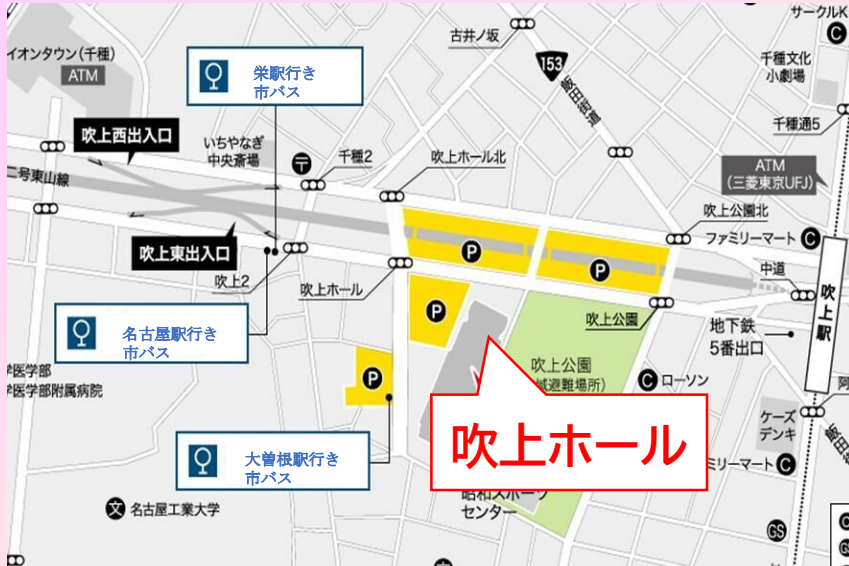 サークルK
C
古井ノ坂
イオンタウン(千種)
ATM
栄駅行き
市バス
153
飯田街道
千種文化
小劇場
千種通5
吹上西出入口
いちやなぎ
中央斎場
千種2
吹上ホール北
ATM
(三菱東京UFJ)
二号東山線
吹上公園北
ファミリーマート
C
吹上東出入口
P
P
中道
吹上2
吹上ホール
吹上駅
P
吹上公園
地下鉄
5番出口
名古屋駅行き
市バス
吹上公園
域避難場所)
P
C
ローソン
学医学部
学医学部附属病院
ケーズ
デンキ
吹上ホール
大曽根駅行き
市バス
ミリーマート
C
昭和スポーツ
センター
文
名古屋工業大学
GS